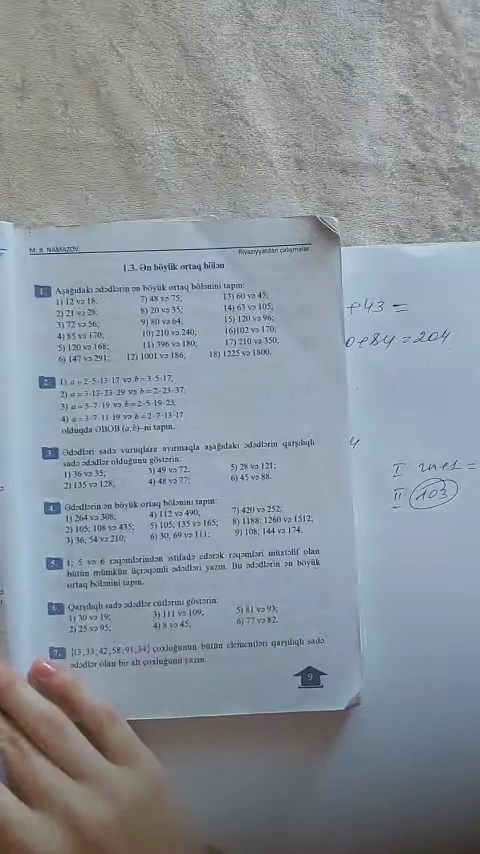 M. B. NAMAZOV
Riyaziyyatdan çalışmalar
1.3. Ən böyük ortaq bölən
1. Aşağıdakı ədədlərin ən böyük ortaq bölənini tapın:
1) 12 və 18, 7) 48 və 75, 13) 60 və 45;
2) 21 və 28, 8) 20 və 35; 14) 63 və 105;
3) 72 və 56; 9) 80 və 64, 15) 120 və 96;
4) 85 və 170; 10) 210 və 240; 16)102 və 170;
5) 120 və 168; 11) 396 və 180; 17) 210 və 350;
6) 147 və 291; 12) 1001 və 186; 18) 1225 və 1800.
2. 1) a=2·5·13·17 və b=3·5·17,
2) a=3·13·23·29 və b=2·23·37;
3) a=5·7·19 və b=2·5·19·23;
4) a=3·7·11·19 və b=2·7·13·17
olduqda ƏBOB (a;b)-ni tapın.
3. Ədədləri sadə vuruqlara ayırmaqla aşağıdakı ədədlərin qarşılıqlı
sadə ədədlər olduğunu göstərin:
1) 36 və 35; 3) 49 və 72. 5) 28 və 121;
2) 135 və 128; 4) 48 və 77; 6) 45 və 88.
4. Ədədlərin ən böyük ortaq bölənini tapın:
1) 264 və 308; 4) 112 və 490; 7) 420 və 252;
2) 105; 108 və 435; 5) 105; 135 və 165; 8) 1188; 1260 və 1512;
3) 36; 54 və 210; 6) 30; 69 və 111; 9) 108; 144 və 174.
5. 1; 5 və 6 rəqəmlərindən istifadə edərək rəqəmləri müxtəlif olan
bütün mümkün üçrəqəmli ədədləri yazın. Bu ədədlərin ən böyük
ortaq bölənini tapın.
6. Qarşılıqlı sadə ədədlər cütlərini göstərin:
1) 30 və 19; 3) 111 və 109; 5) 81 və 93;
2) 25 və 95; 4) 8 və 45; 6) 77 və 82.
7. {13; 33; 42; 58; 91; 34} çoxluğunun bütün elementləri qarşılıqlı sadə
ədədlər olan bir alt çoxluğunu yazın.
9
+43 =
+84 = 204
I
II 103